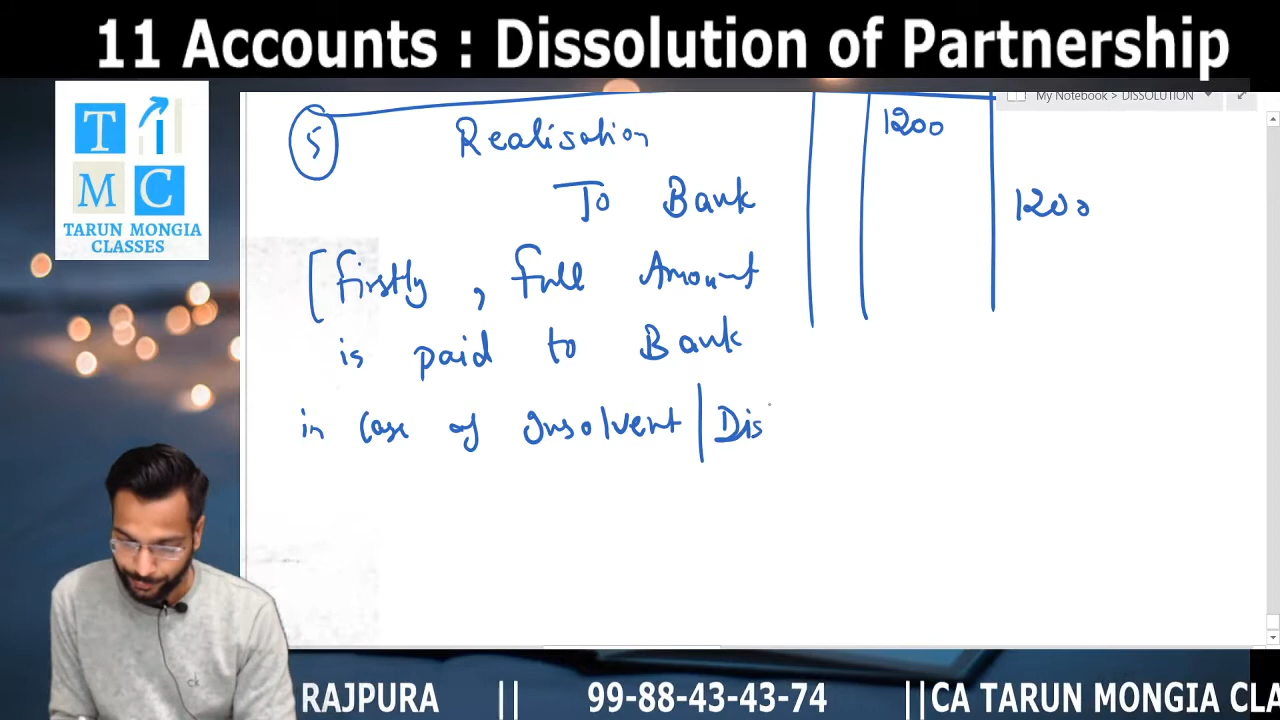 11 Accounts : Dissolution of Partnership
T
M C
TARUN MONGIA
CLASSES
My Notebook > DISSOLUTION
5 Realisation 1200
To Bank 1200
[ firstly, full Amount
is paid to Bank
in case of Insolvent | Dis
ck
RAJPURA || 99-88-43-43-74 ||CA TARUN MONGIA CLA